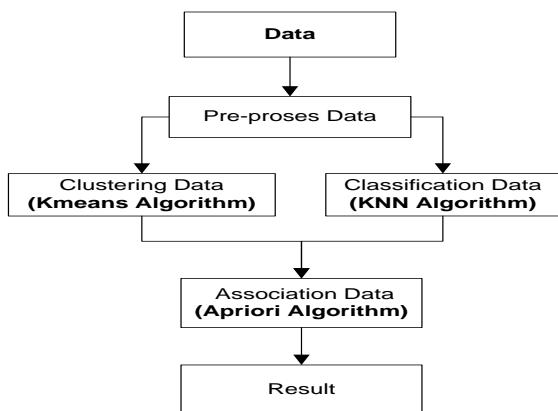 Data
Pre-proses Data
Clustering Data
(Kmeans Algorithm)
Classification Data
(KNN Algorithm)
Association Data
(Apriori Algorithm)
Result